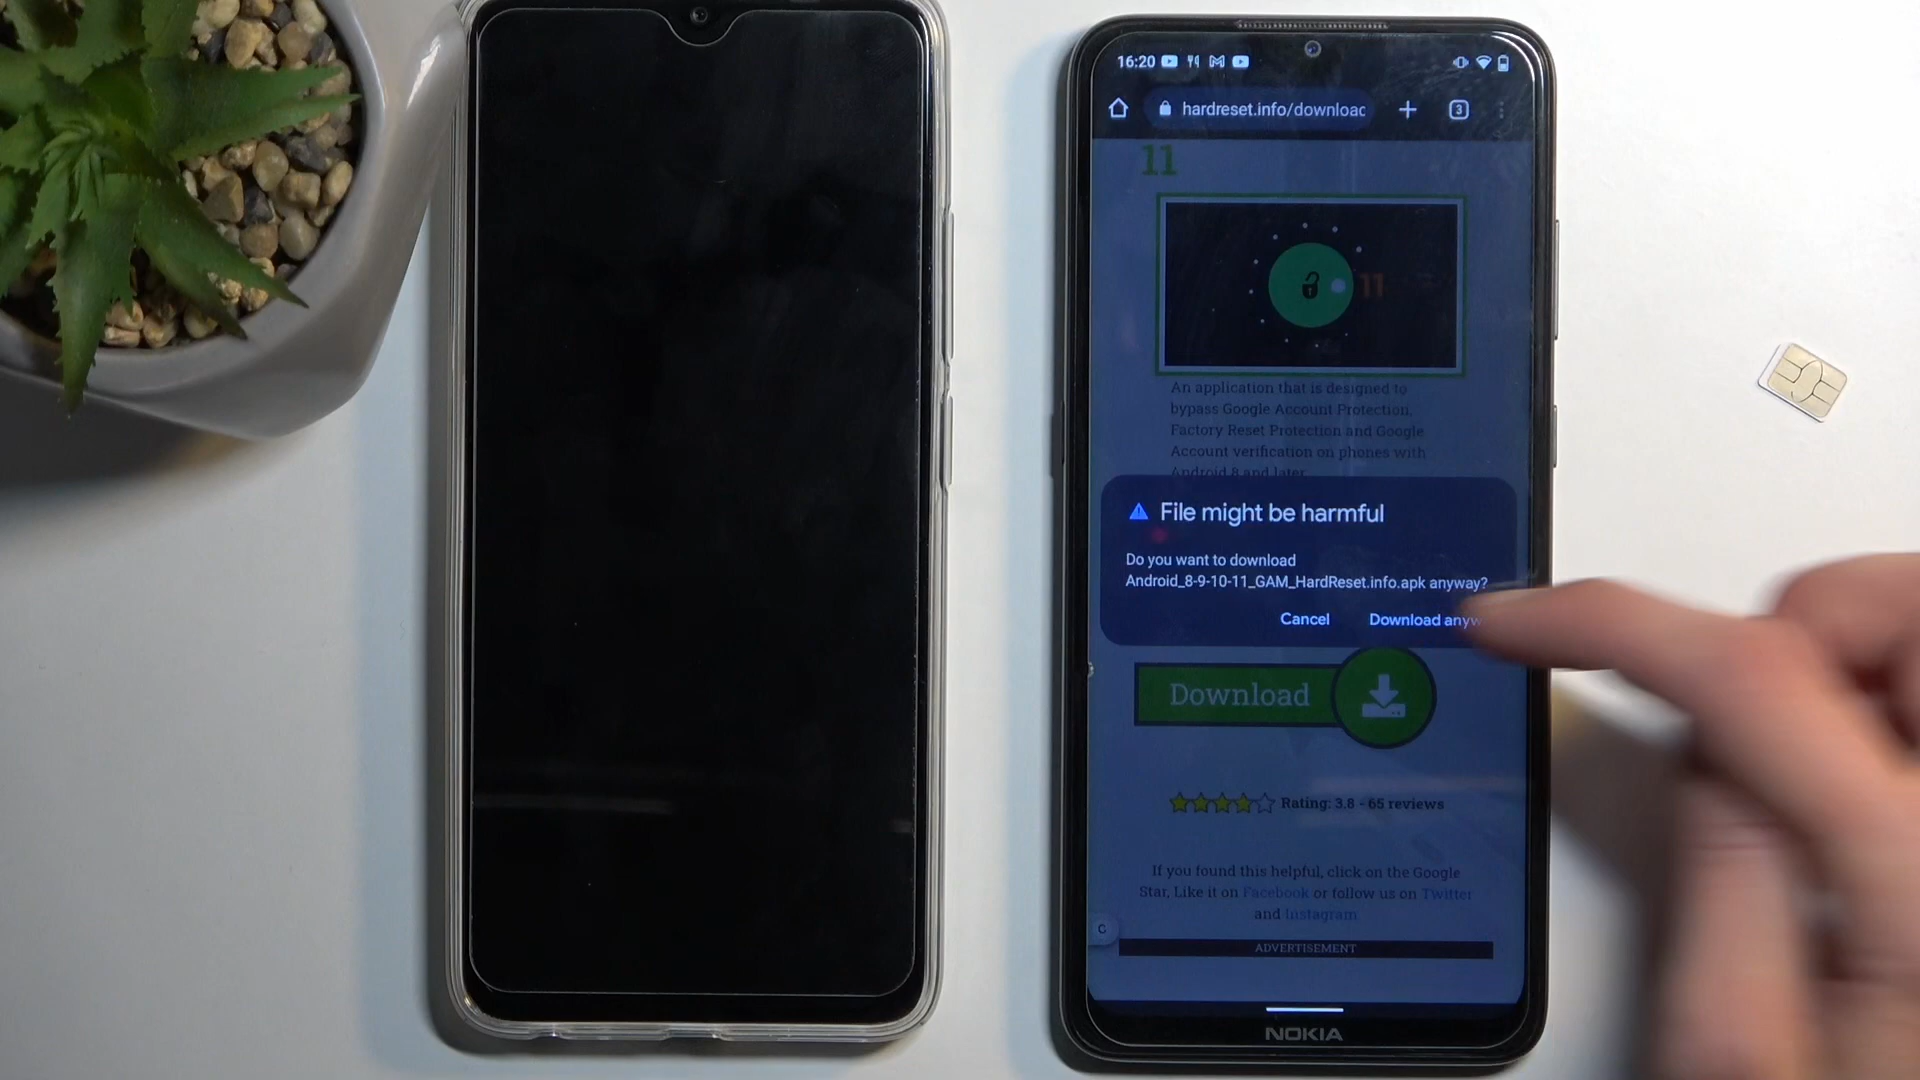 16:20
hardreset.info/downloac
3
11
11
An application that is designed to
bypass Google Account Protection,
Factory Reset Protection and Google
Account verification on phones with
Android 8 and later
File might be harmful
Do you want to download
Android_8-9-10-11_GAM_HardReset.info.apk anyway?
Cancel Download anyw
Download
Rating: 3.8 - 65 reviews
If you found this helpful, click on the Google
Star, Like it on Facebook or follow us on Twitter
and Instagram
C
ADVERTISEMENT
NOKIA